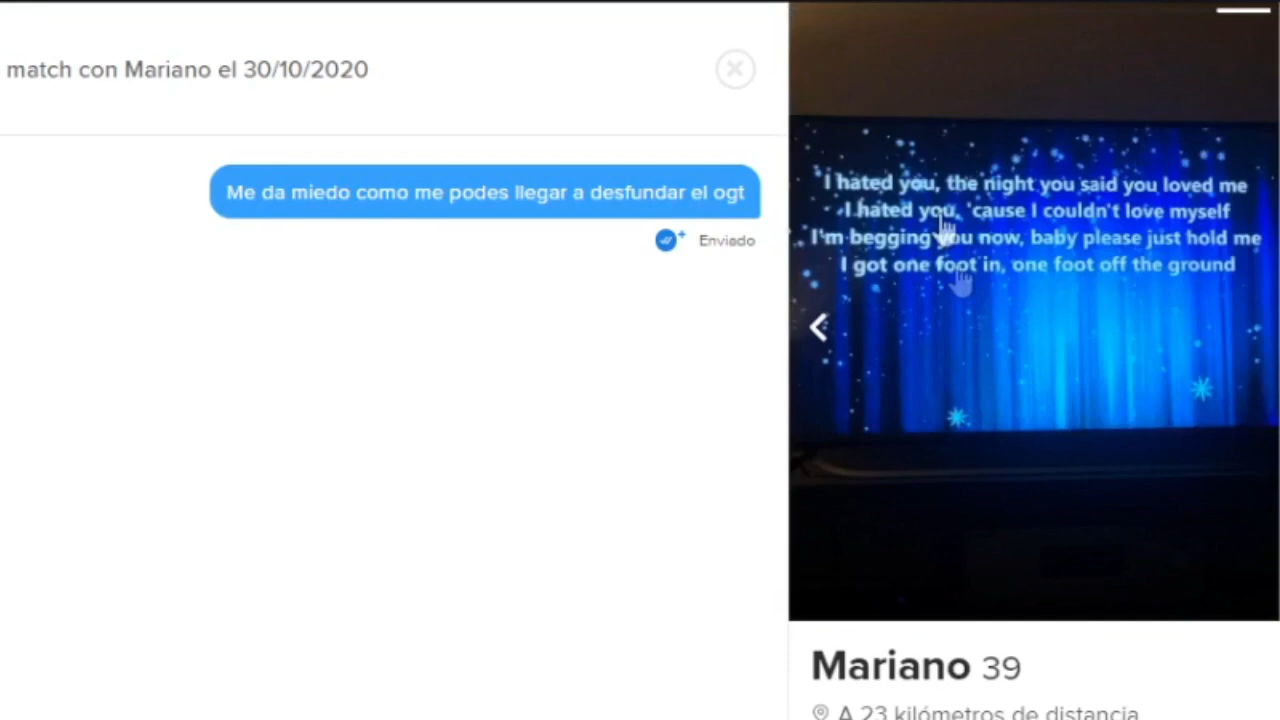 match con Mariano el 30/10/2020
Me da miedo como me podes llegar a desfundar el ogt
Enviado
I hated you, the night you said you loved me
I hated you, 'cause I couldn't love myself
I'm begging you now, baby please just hold me
I got one foot in, one foot off the ground
Mariano 39
A 23 kilómetros de distancia